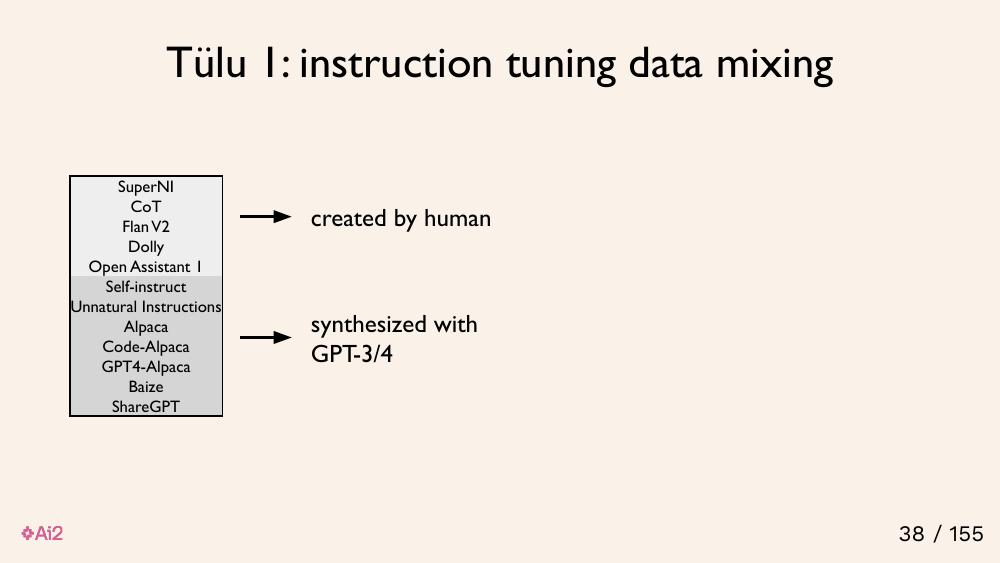 Tülu 1: instruction tuning data mixing
SuperNI
CoT
Flan V2
Dolly
Open Assistant 1
Self-instruct
Unnatural Instructions
Alpaca
Code-Alpaca
GPT4-Alpaca
Baize
ShareGPT
created by human
synthesized with
GPT-3/4
Ai2
38 / 155